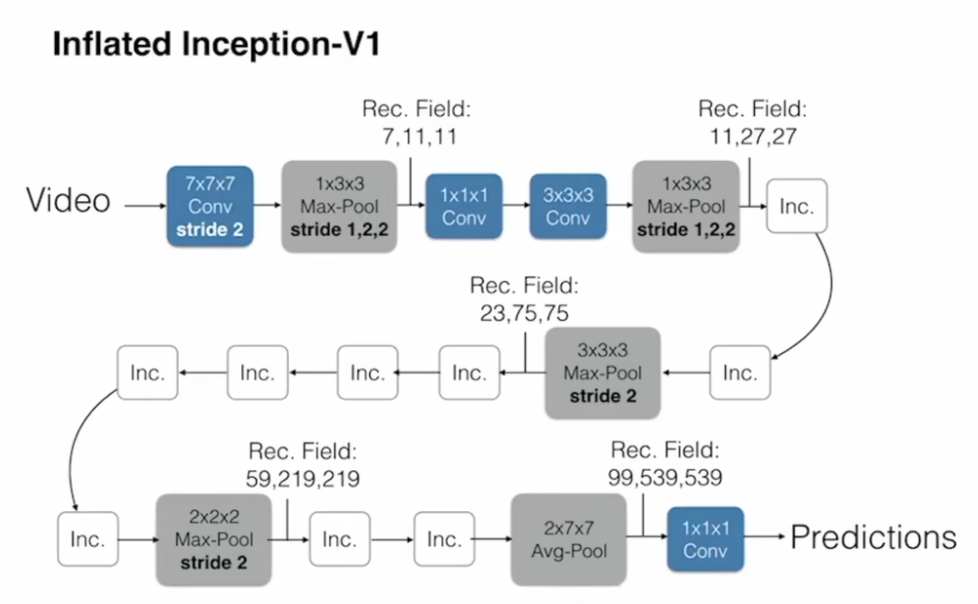 Inflated Inception-V1
Rec. Field:
7,11,11
Rec. Field:
11,27,27
Video
7x7x7
Conv
stride 2
1x3x3
Max-Pool
stride 1,2,2
1x1x1
Conv
3x3x3
Conv
1x3x3
Max-Pool
stride 1,2,2
Inc.
Rec. Field:
23,75,75
Inc.
Inc.
Inc.
Inc.
3x3x3
Max-Pool
stride 2
Inc.
Rec. Field:
59,219,219
Rec. Field:
99,539,539
Inc.
2x2x2
Max-Pool
stride 2
Inc.
Inc.
2x7x7
Avg-Pool
1x1x1
Conv
Predictions